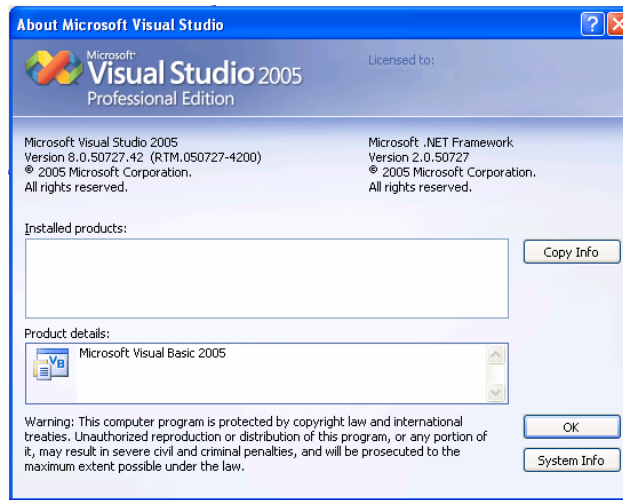 About Microsoft Visual Studio
Microsoft
Visual Studio 2005
Professional Edition
Licensed to:
Microsoft Visual Studio 2005
Version 8.0.50727.42 (RTM.050727-4200)
© 2005 Microsoft Corporation.
All rights reserved.
Microsoft .NET Framework
Version 2.0.50727
© 2005 Microsoft Corporation.
All rights reserved.
Installed products:
Copy Info
Product details:
VB
Microsoft Visual Basic 2005
Warning: This computer program is protected by copyright law and international
treaties. Unauthorized reproduction or distribution of this program, or any portion of
it, may result in severe civil and criminal penalties, and will be prosecuted to the
maximum extent possible under the law.
OK
System Info